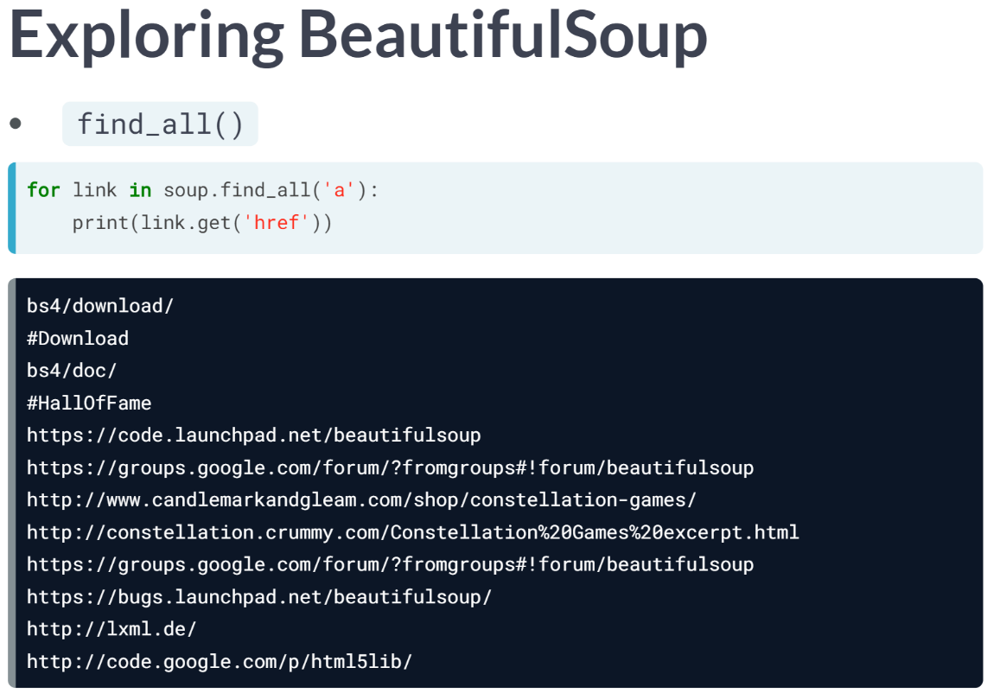 Exploring BeautifulSoup
• find_all()
for link in soup.find_all('a'):
    print(link.get('href'))
bs4/download/
#Download
bs4/doc/
#HallOfFame
https://code.launchpad.net/beautifulsoup
https://groups.google.com/forum/?fromgroups#!forum/beautifulsoup
http://www.candlemarkandgleam.com/shop/constellation-games/
http://constellation.crummy.com/Constellation%20Games%20excerpt.html
https://groups.google.com/forum/?fromgroups#!forum/beautifulsoup
https://bugs.launchpad.net/beautifulsoup/
http://lxml.de/
http://code.google.com/p/html5lib/